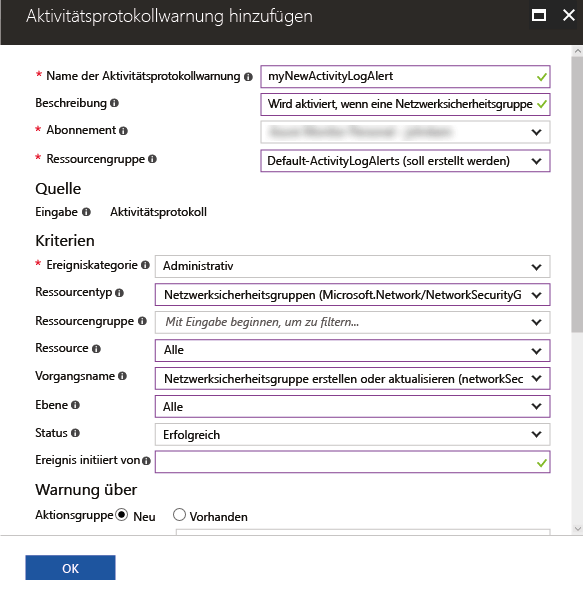 Aktivitätsprotokollwarnung hinzufügen
* Name der Aktivitätsprotokollwarnung myNewActivityLogAlert
Beschreibung Wird aktiviert, wenn eine Netzwerksicherheitsgruppe
* Abonnement
* Ressourcengruppe Default-ActivityLogAlerts (soll erstellt werden)
Quelle
Eingabe Aktivitätsprotokoll
Kriterien
* Ereigniskategorie Administrativ
Ressourcentyp Netzwerksicherheitsgruppen (Microsoft.Network/NetworkSecurityG
Ressourcengruppe Mit Eingabe beginnen, um zu filtern...
Ressource Alle
Vorgangsname Netzwerksicherheitsgruppe erstellen oder aktualisieren (networkSec
Ebene Alle
Status Erfolgreich
Ereignis initiiert von
Warnung über
Aktionsgruppe Neu Vorhanden
OK